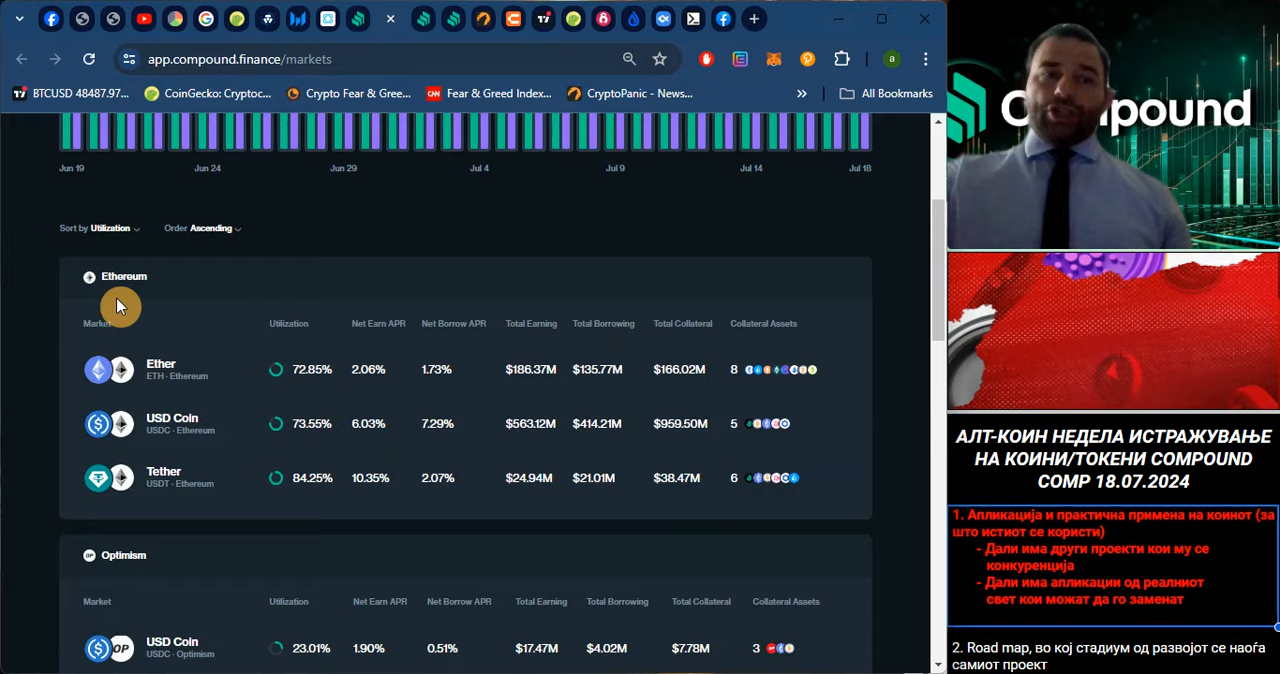 app.compound.finance/markets
a
BTCUSD 48487.97...
CoinGecko: Cryptoc...
Crypto Fear & Gree...
Fear & Greed Index...
CryptoPanic - News...
All Bookmarks
Jun 19
Jun 24
Jun 29
Jul 4
Jul 9
Jul 14
Jul 18
Sort by Utilization
Order Ascending
Ethereum
Market
Utilization
Net Earn APR
Net Borrow APR
Total Earning
Total Borrowing
Total Collateral
Collateral Assets
Ether
ETH - Ethereum
72.85%
2.06%
1.73%
$186.37M
$135.77M
$166.02M
8
USD Coin
USDC - Ethereum
73.55%
6.03%
7.29%
$563.12M
$414.21M
$959.50M
5
Tether
USDT - Ethereum
84.25%
10.35%
2.07%
$24.94M
$21.01M
$38.47M
6
OP
Optimism
Market
Utilization
Net Earn APR
Net Borrow APR
Total Earning
Total Borrowing
Total Collateral
Collateral Assets
OP
USD Coin
USDC - Optimism
23.01%
1.90%
0.51%
$17.47M
$4.02M
$7.78M
3
Compound
АЛТ-КОИН НЕДЕЛА ИСТРАЖУВАЊЕ
НА КОИНИ/ТОКЕНИ COMPOUND
COMP 18.07.2024
1. Апликација и практична примена на коинот (за
што истиот се користи)
- Дали има други проекти кои му се
конкуренција
- Дали има апликации од реалниот
свет кои можат да го заменат
2. Road map, во кој стадиум од развојот се наоѓа
самиот проект